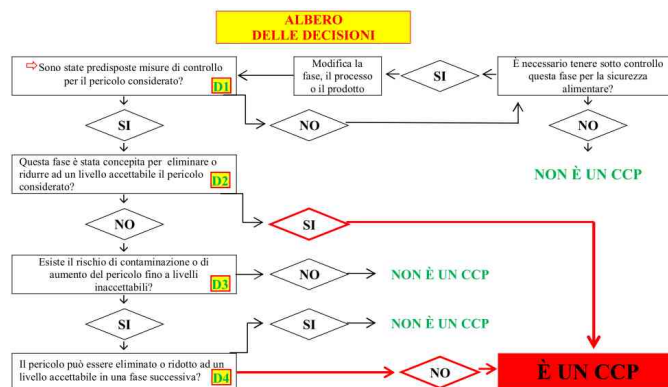 ALBERO
DELLE DECISIONI
⇨ Sono state predisposte misure di controllo
per il pericolo considerato?
D1
Modifica la
fase, il processo
o il prodotto
SI
È necessario tenere sotto controllo
questa fase per la sicurezza
alimentare?
SI
NO
NO
NON È UN CCP
Questa fase è stata concepita per eliminare o
ridurre ad un livello accettabile il pericolo
considerato?
D2
NO
SI
Esiste il rischio di contaminazione o di
aumento del pericolo fino a livelli
inaccettabili?
D3
NO
NON È UN CCP
SI
SI
NON È UN CCP
Il pericolo può essere eliminato o ridotto ad un
livello accettabile in una fase successiva?
D4
NO
È UN CCP